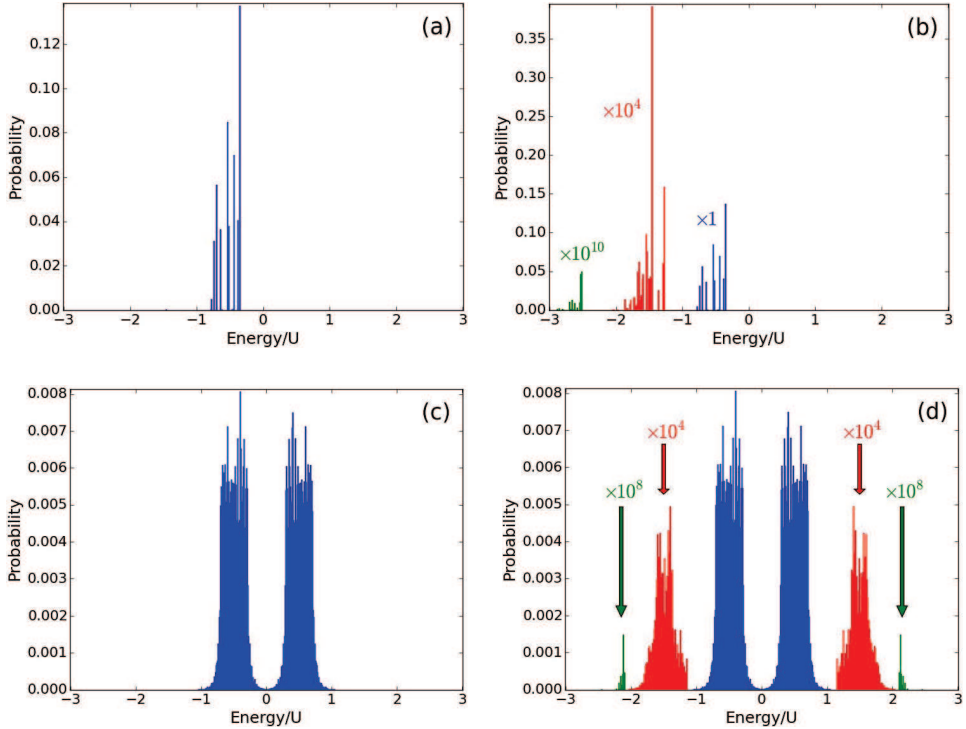 (a)
0.12
0.10
0.08
0.06
0.04
0.02
0.00
Probability
−3 −2 −1 0 1 2 3
Energy/U
(b)
0.35
0.30
0.25
0.20
0.15
0.10
0.05
0.00
Probability
×10⁴
×1
×10¹⁰
−3 −2 −1 0 1 2 3
Energy/U
(c)
0.008
0.007
0.006
0.005
0.004
0.003
0.002
0.001
0.000
Probability
−3 −2 −1 0 1 2 3
Energy/U
(d)
0.008
0.007
0.006
0.005
0.004
0.003
0.002
0.001
0.000
Probability
×10⁴ ×10⁴
×10⁸ ×10⁸
−3 −2 −1 0 1 2 3
Energy/U